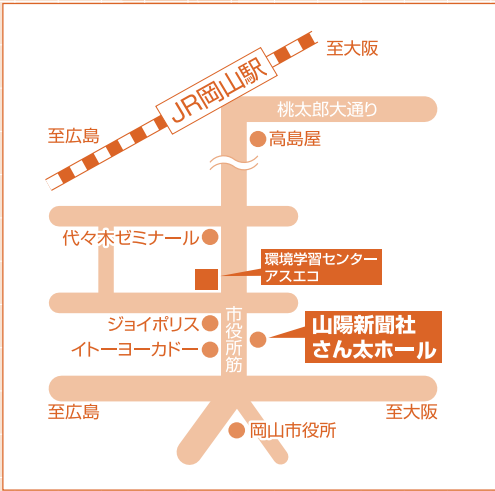 至大阪
JR岡山駅
桃太郎大通り
至広島
高島屋
代々木ゼミナール
環境学習センター
アスエコ
市役所筋
ジョイポリス
山陽新聞社
さん太ホール
イトーヨーカドー
至広島
至大阪
岡山市役所